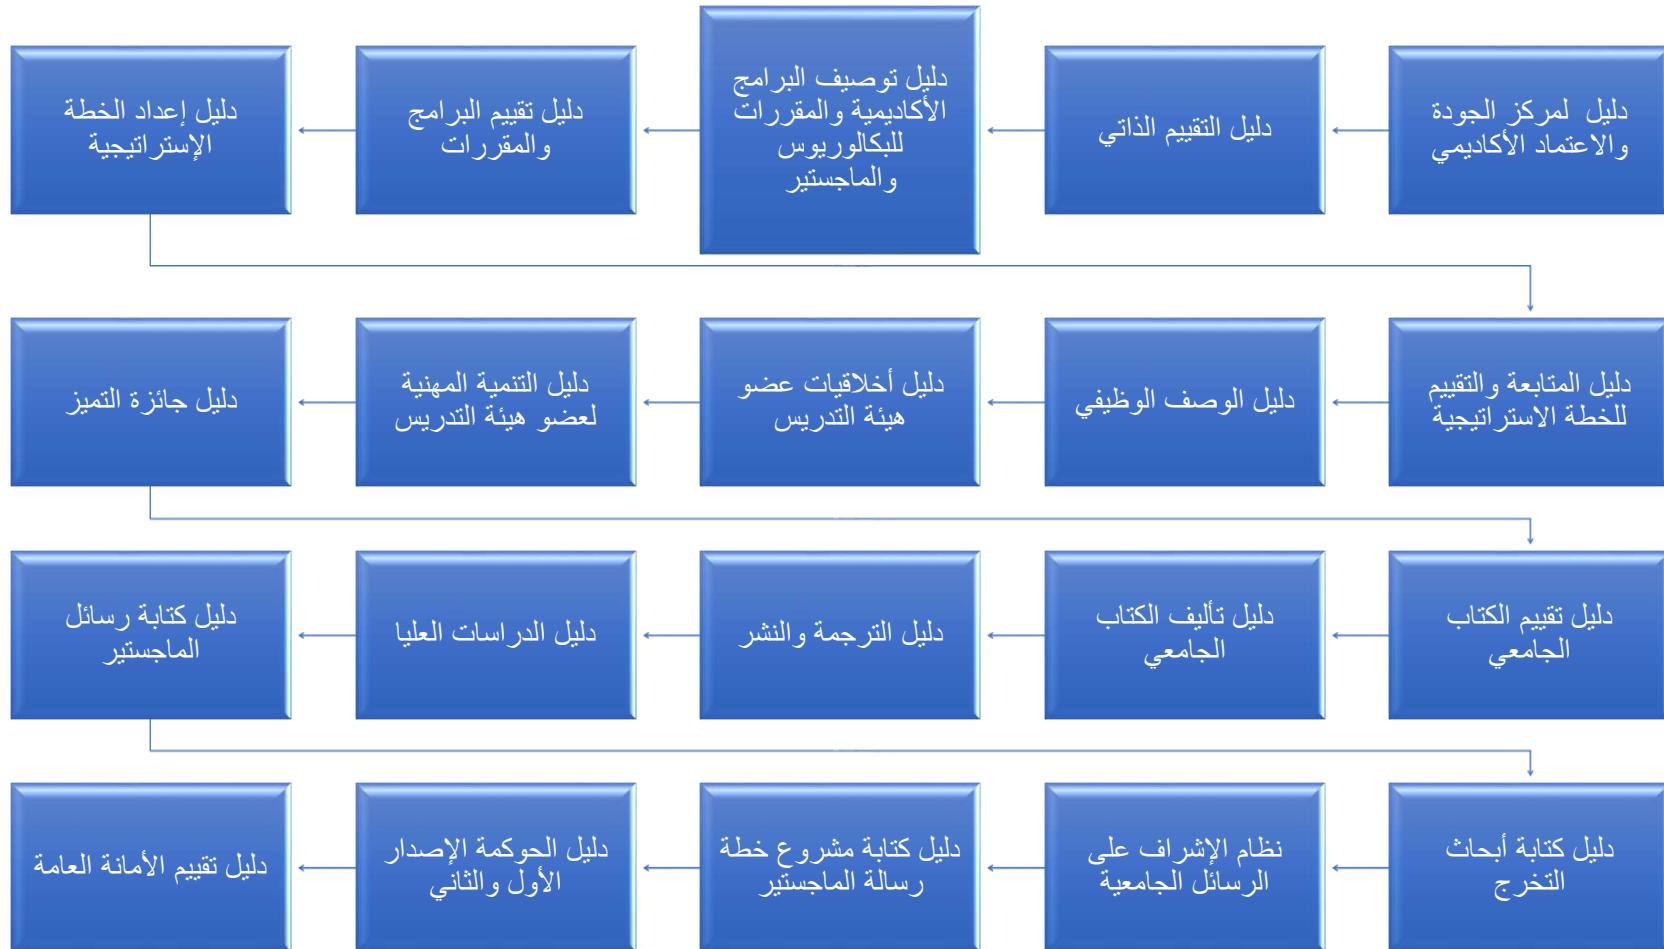 دليل لمركز الجودة
والاعتماد الأكاديمي
دليل التقييم الذاتي
دليل توصيف البرامج
الأكاديمية والمقررات
للبكالوريوس
والماجستير
دليل تقييم البرامج
والمقررات
دليل إعداد الخطة
الإستراتيجية
دليل المتابعة والتقييم
للخطة الاستراتيجية
دليل الوصف الوظيفي
دليل أخلاقيات عضو
هيئة التدريس
دليل التنمية المهنية
لعضو هيئة التدريس
دليل جائزة التميز
دليل تقييم الكتاب
الجامعي
دليل تأليف الكتاب
الجامعي
دليل الترجمة والنشر
دليل الدراسات العليا
دليل كتابة رسائل
الماجستير
دليل كتابة أبحاث
التخرج
نظام الإشراف على
الرسائل الجامعية
دليل كتابة مشروع خطة
رسالة الماجستير
دليل الحوكمة الإصدار
الأول والثاني
دليل تقييم الأمانة العامة